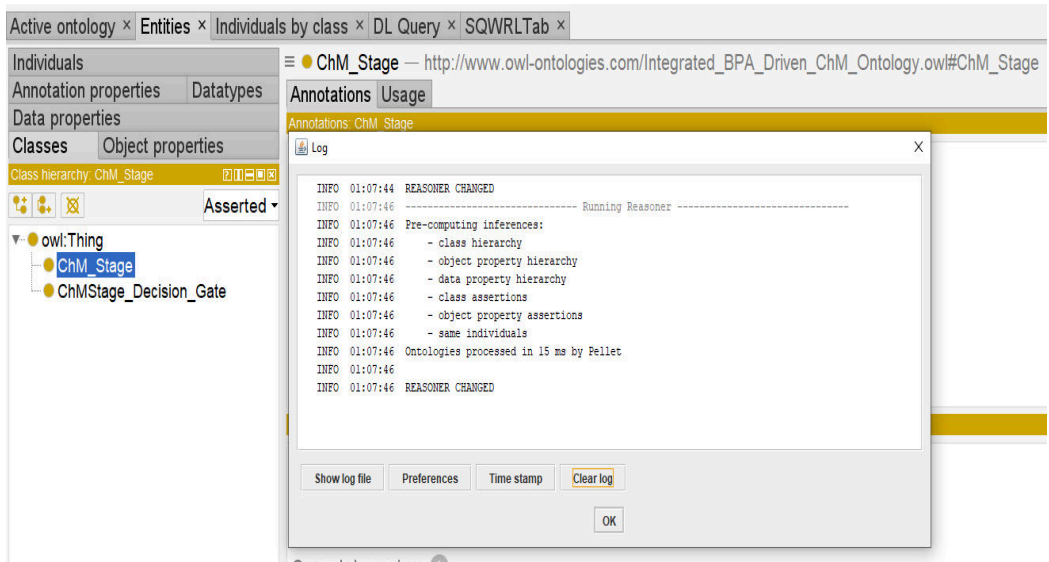 Active ontology × Entities × Individuals by class × DL Query × SQWRLTab ×
Individuals
Annotation properties Datatypes
Data properties
Classes Object properties
Class hierarchy: ChM_Stage
Asserted
owl:Thing
ChM_Stage
ChMStage_Decision_Gate
ChM_Stage — http://www.owl-ontologies.com/Integrated_BPA_Driven_ChM_Ontology.owl#ChM_Stage
Annotations Usage
Annotations: ChM_Stage
Log X
INFO 01:07:44 REASONER CHANGED
INFO 01:07:46 ------------------------------- Running Reasoner -------------------------------
INFO 01:07:46 Pre-computing inferences:
INFO 01:07:46 - class hierarchy
INFO 01:07:46 - object property hierarchy
INFO 01:07:46 - data property hierarchy
INFO 01:07:46 - class assertions
INFO 01:07:46 - object property assertions
INFO 01:07:46 - same individuals
INFO 01:07:46 Ontologies processed in 15 ms by Pellet
INFO 01:07:46
INFO 01:07:46 REASONER CHANGED
Show log file Preferences Time stamp Clear log
OK